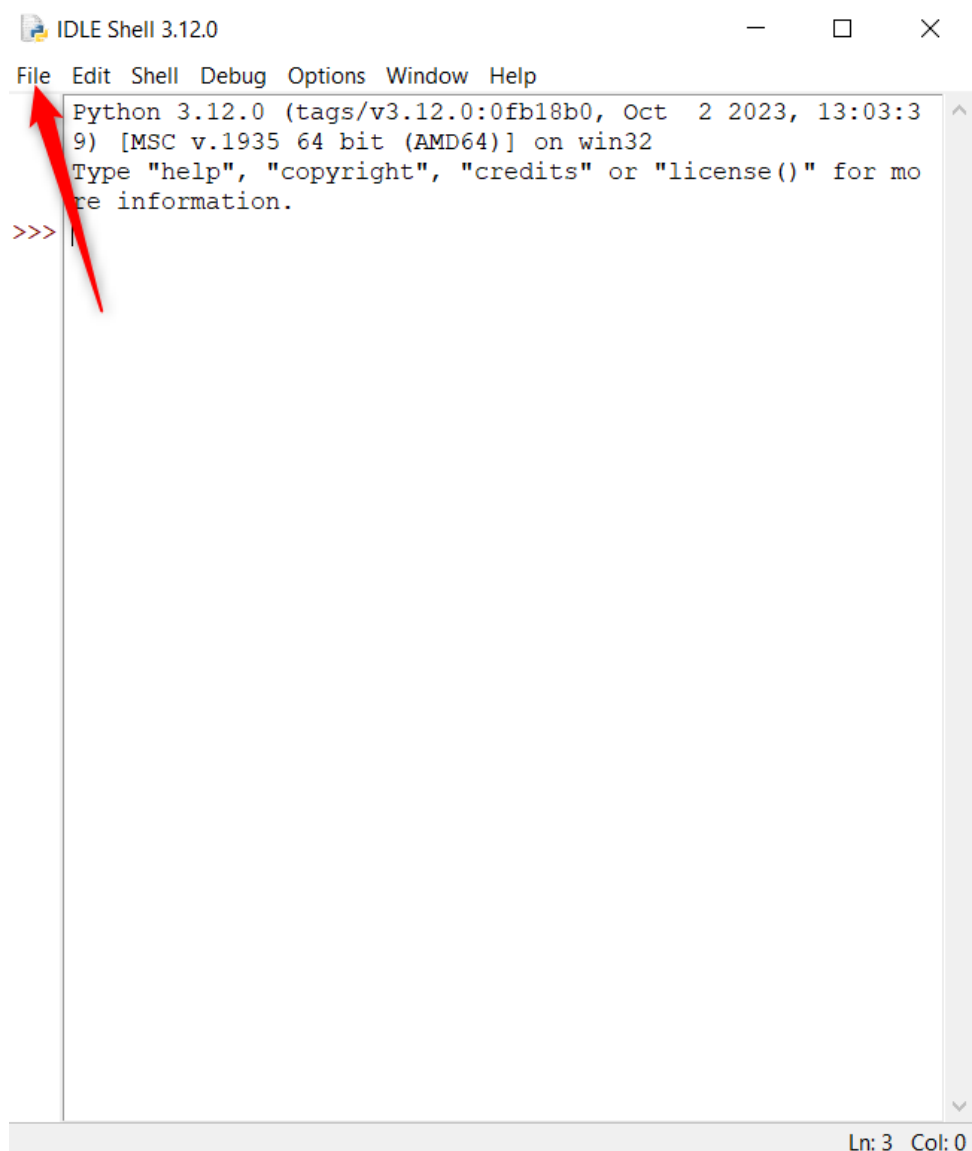 IDLE Shell 3.12.0
File Edit Shell Debug Options Window Help
Python 3.12.0 (tags/v3.12.0:0fb18b0, Oct  2 2023, 13:03:3
9) [MSC v.1935 64 bit (AMD64)] on win32
Type "help", "copyright", "credits" or "license()" for mo
re information.
>>>
Ln: 3 Col: 0